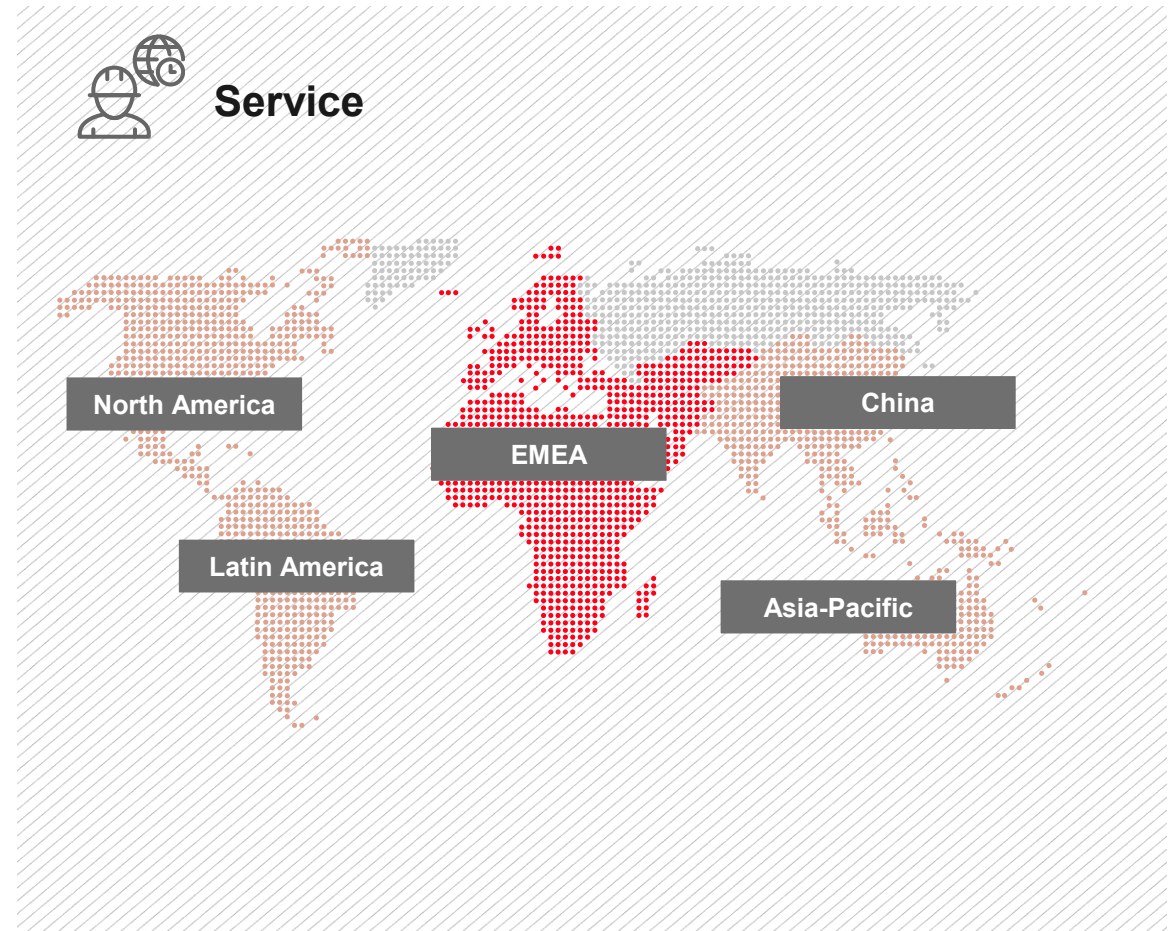 Service
North America
China
EMEA
Latin America
Asia-Pacific